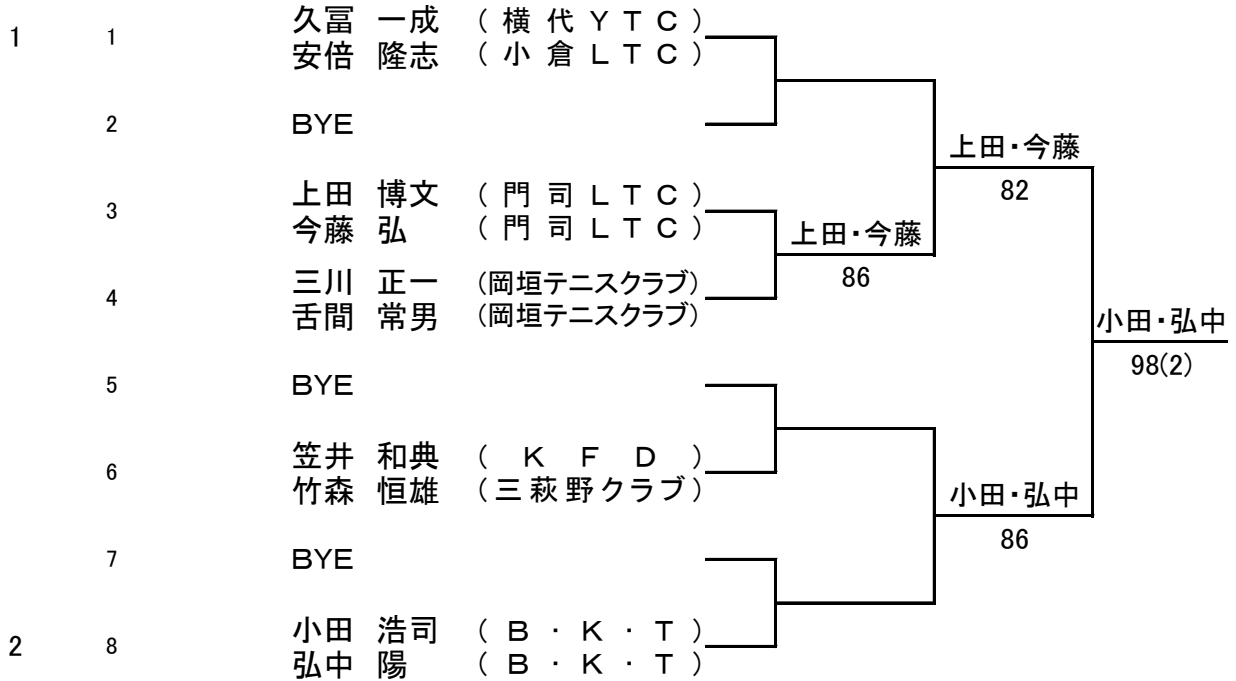 1 1 久冨 一成 (横代YTC)
安倍 隆志 (小倉LTC)
2 BYE
上田・今藤
82
3 上田 博文 (門司LTC)
今藤 弘 (門司LTC)
上田・今藤
86
4 三川 正一 (岡垣テニスクラブ)
舌間 常男 (岡垣テニスクラブ)
小田・弘中
98(2)
5 BYE
6 笠井 和典 (KFD)
竹森 恒雄 (三萩野クラブ)
小田・弘中
86
7 BYE
2 8 小田 浩司 (B・K・T)
弘中 陽 (B・K・T)